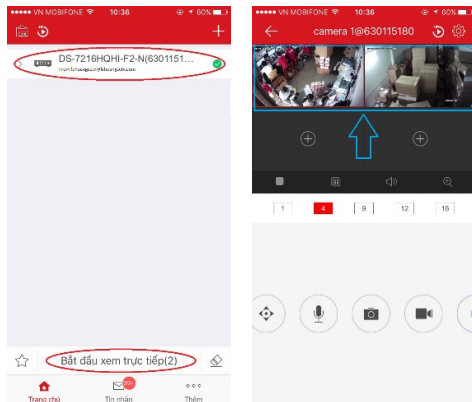 VN MOBIFONE 10:36 60%
DS-7216HQHI-F2-N(6301151...
Bắt đầu xem trực tiếp(2)
Trang chủ
Tin nhắn
Thêm
VN MOBIFONE 10:36 60%
camera 1@630115180
1 4 9 12 16